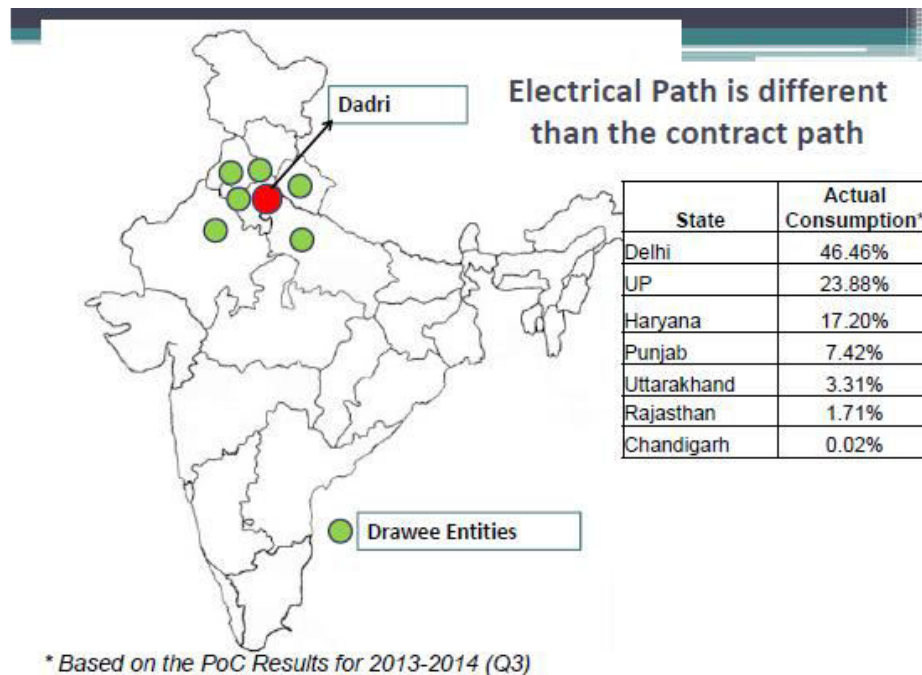 Dadri
Electrical Path is different
than the contract path
State Actual Consumption*
Delhi 46.46%
UP 23.88%
Haryana 17.20%
Punjab 7.42%
Uttarakhand 3.31%
Rajasthan 1.71%
Chandigarh 0.02%
Drawee Entities
* Based on the PoC Results for 2013-2014 (Q3)